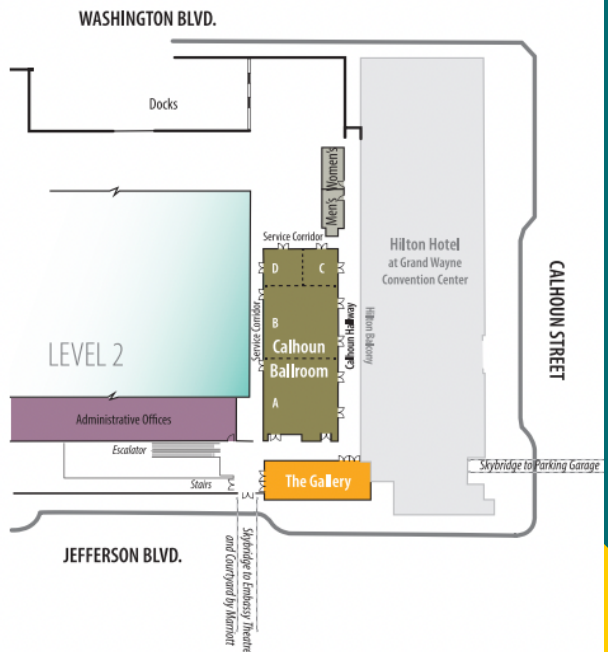 WASHINGTON BLVD.
Docks
Women's
Men's
Service Corridor
D
C
Hilton Hotel
at Grand Wayne
Convention Center
CALHOUN STREET
Service Corridor
B
Calhoun
Ballroom
Calhoun Hallway
Hilton Balcony
LEVEL 2
A
Administrative Offices
Escalator
Stairs
The Gallery
Skybridge to Parking Garage
JEFFERSON BLVD.
Skybridge to Embassy Theatre
and Courtyard by Marriott